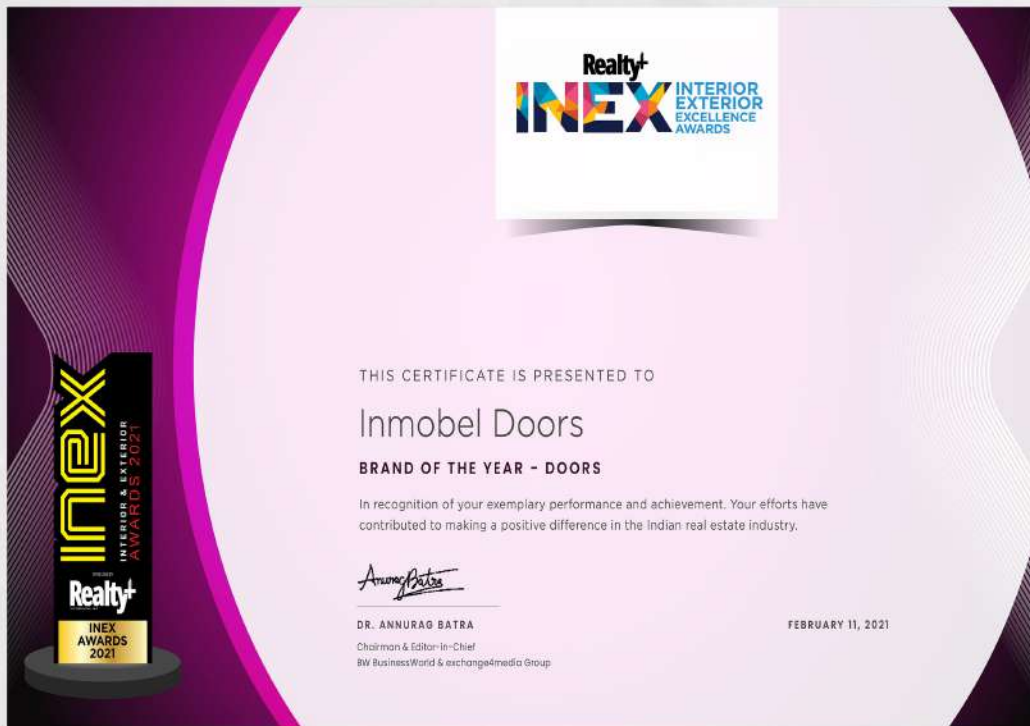 Realty+
INEX
INTERIOR
EXTERIOR
EXCELLENCE
AWARDS
THIS CERTIFICATE IS PRESENTED TO
Inmobel Doors
BRAND OF THE YEAR - DOORS
In recognition of your exemplary performance and achievement. Your efforts have
contributed to making a positive difference in the Indian real estate industry.
Anurag Batra
DR. ANNURAG BATRA
Chairman & Editor-in-Chief
BW BusinessWorld & exchange4media Group
FEBRUARY 11, 2021
inex
INTERIOR & EXTERIOR
AWARDS 2021
Realty+
INEX
AWARDS
2021